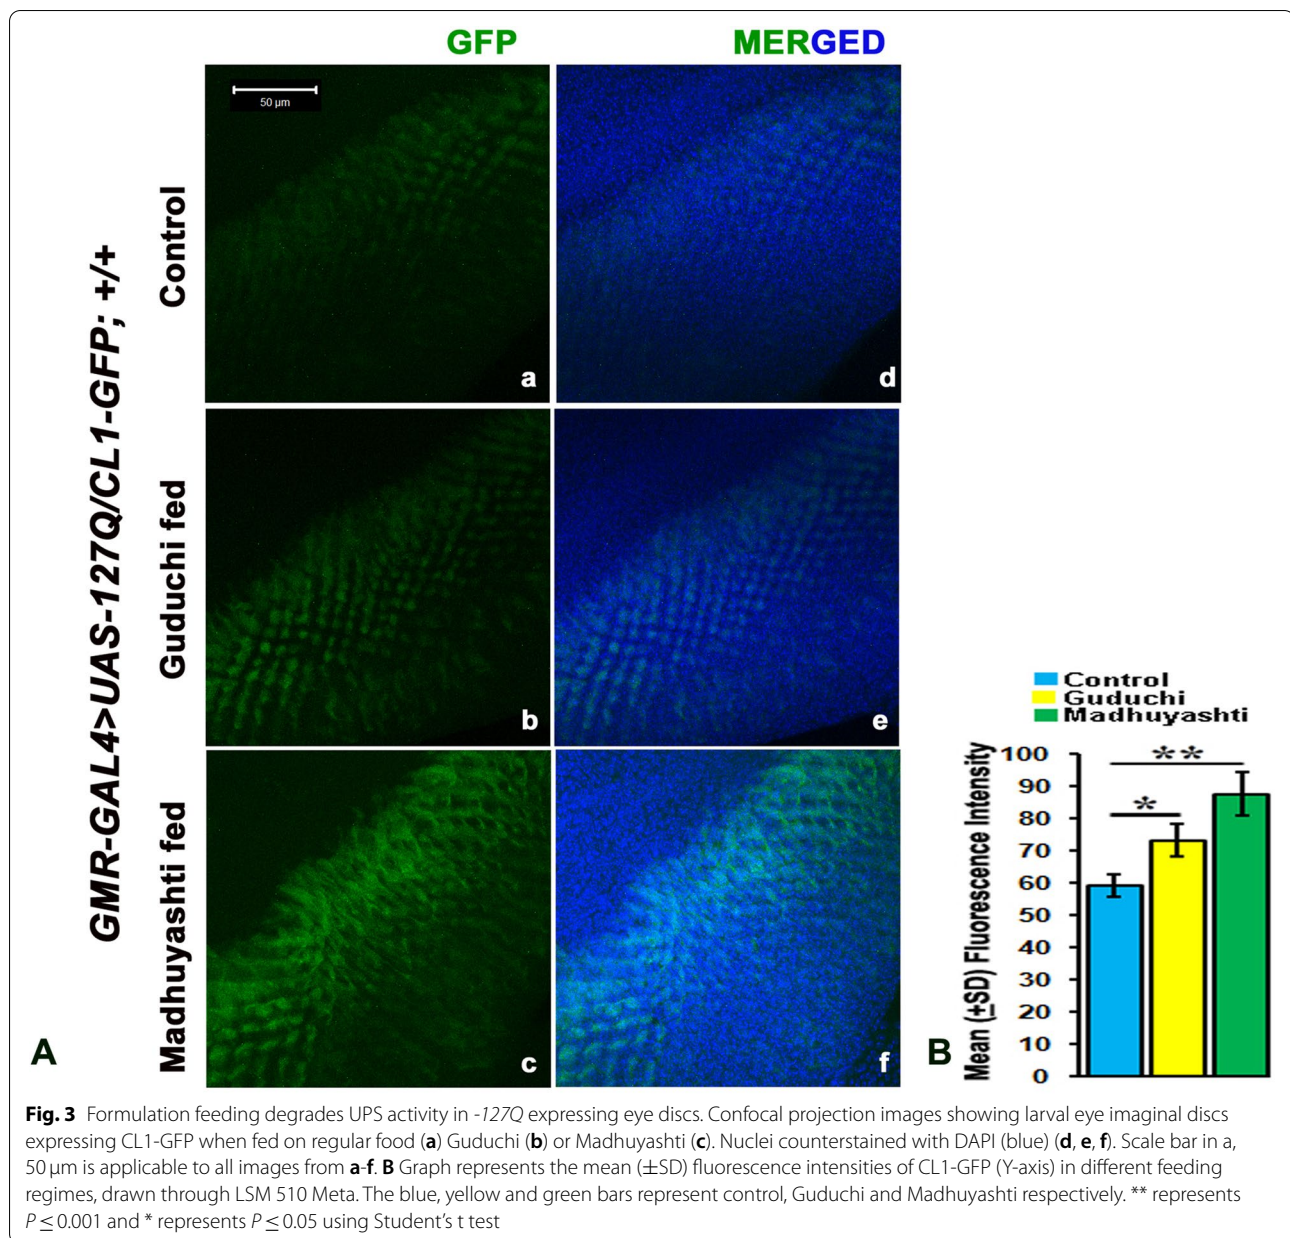 GFP
MERGED
50 µm
GMR-GAL4>UAS-127Q/CL1-GFP; +/+
Control
a
d
Guduchi fed
b
e
Madhuyashti fed
c
f
A
Control
Guduchi
Madhuyashti
Mean (±SD) Fluorescence Intensity
100
90
80
70
60
50
40
30
20
10
0
**
*
B
Fig. 3 Formulation feeding degrades UPS activity in -127Q expressing eye discs. Confocal projection images showing larval eye imaginal discs
expressing CL1-GFP when fed on regular food (a) Guduchi (b) or Madhuyashti (c). Nuclei counterstained with DAPI (blue) (d, e, f). Scale bar in a,
50 µm is applicable to all images from a-f. B Graph represents the mean (±SD) fluorescence intensities of CL1-GFP (Y-axis) in different feeding
regimes, drawn through LSM 510 Meta. The blue, yellow and green bars represent control, Guduchi and Madhuyashti respectively. ** represents
P ≤ 0.001 and * represents P ≤ 0.05 using Student's t test